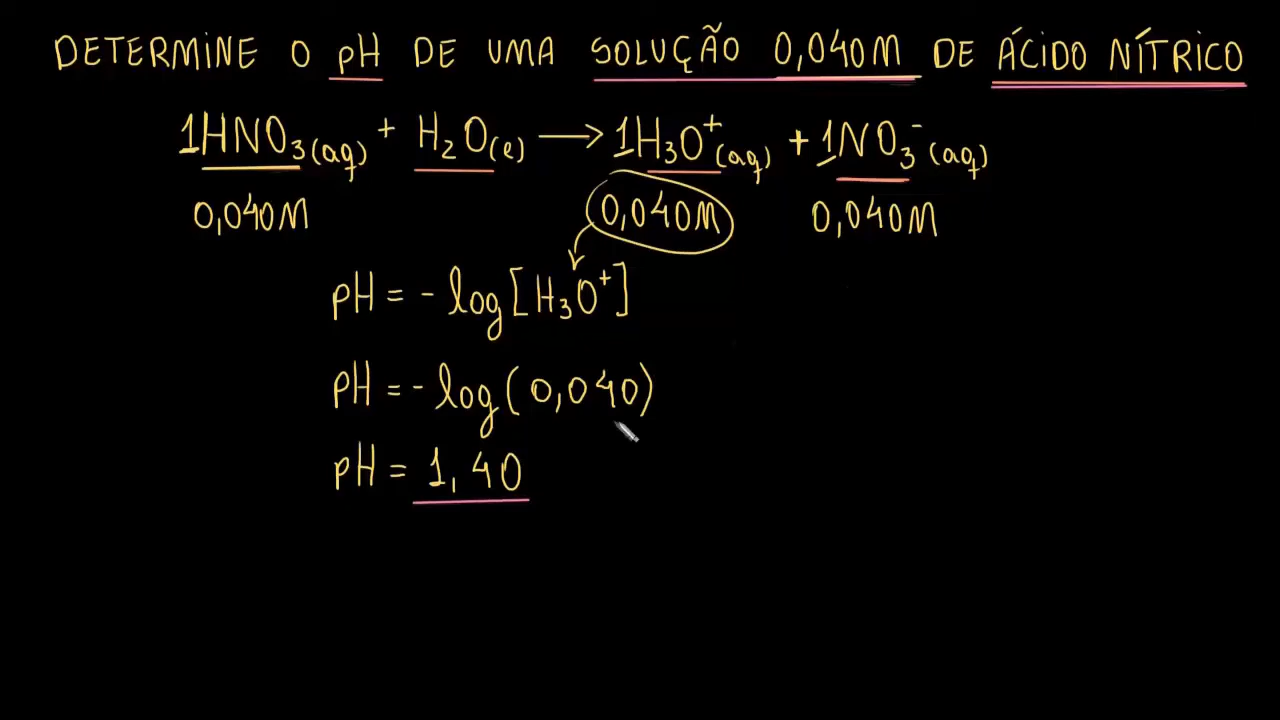 DETERMINE O pH DE UMA SOLUÇÃO 0,040M DE ÁCIDO NÍTRICO
1HNO₃(aq) + H₂O(l) → 1H₃O⁺(aq) + 1NO₃⁻(aq)
0,040M 0,040M 0,040M
pH = - log [H₃O⁺]
pH = - log (0,040)
pH = 1,40